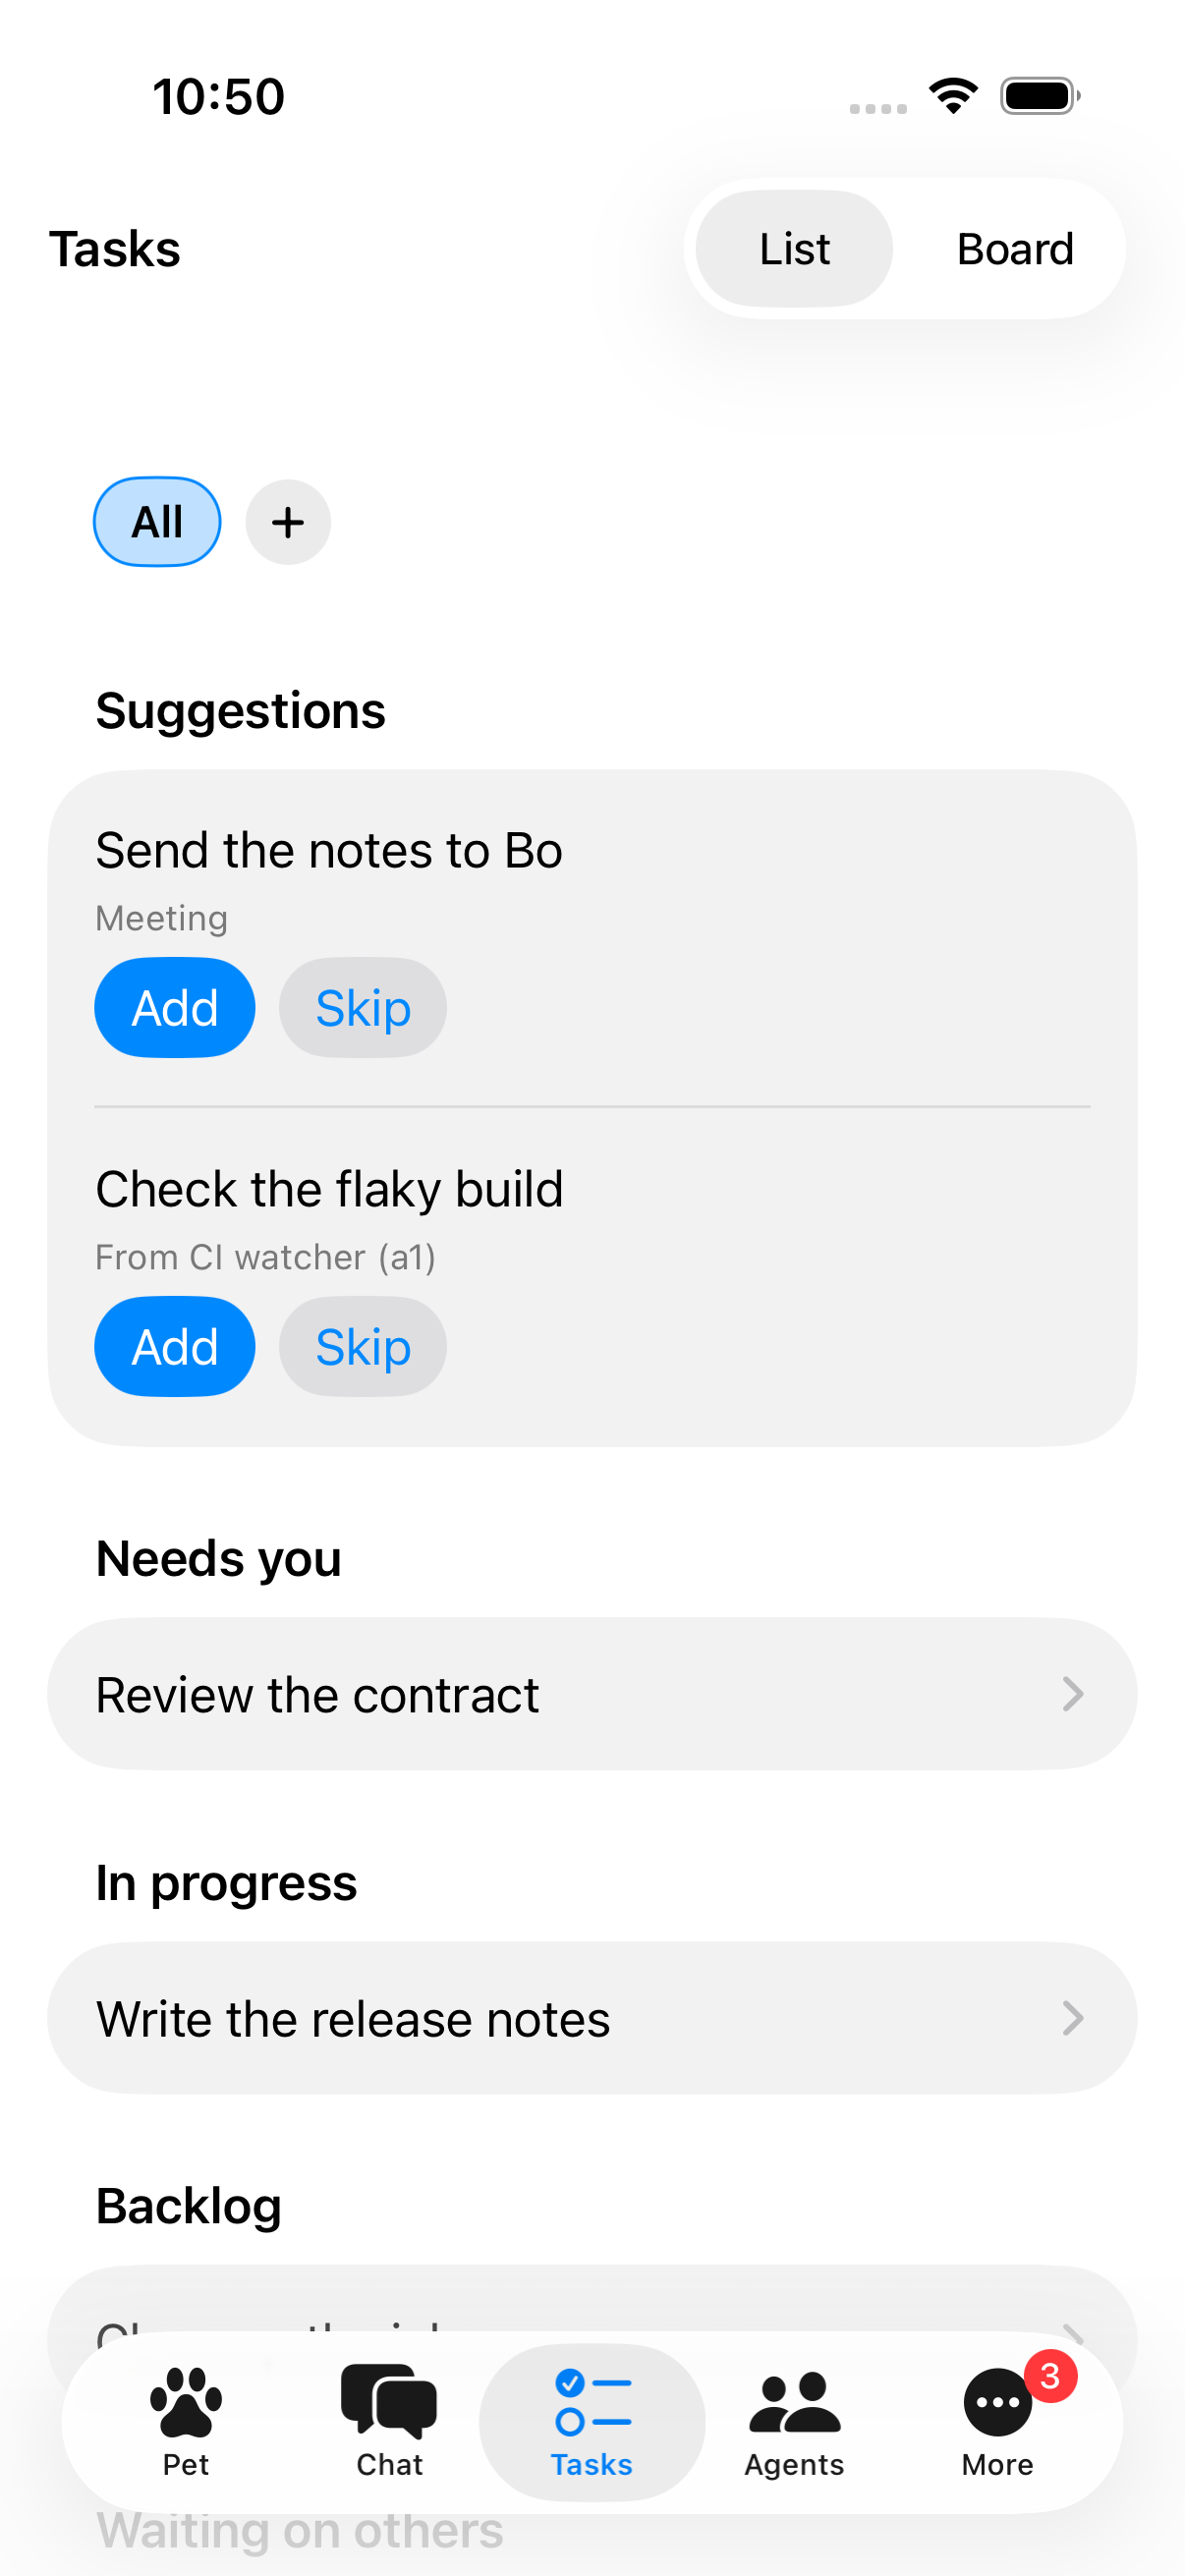 10:50
Tasks
List
Board
All
+
Suggestions
Send the notes to Bo
Meeting
Add
Skip
Check the flaky build
From CI watcher (a1)
Add
Skip
Needs you
Review the contract
In progress
Write the release notes
Backlog
3
Pet
Chat
Tasks
Agents
More
Waiting on others